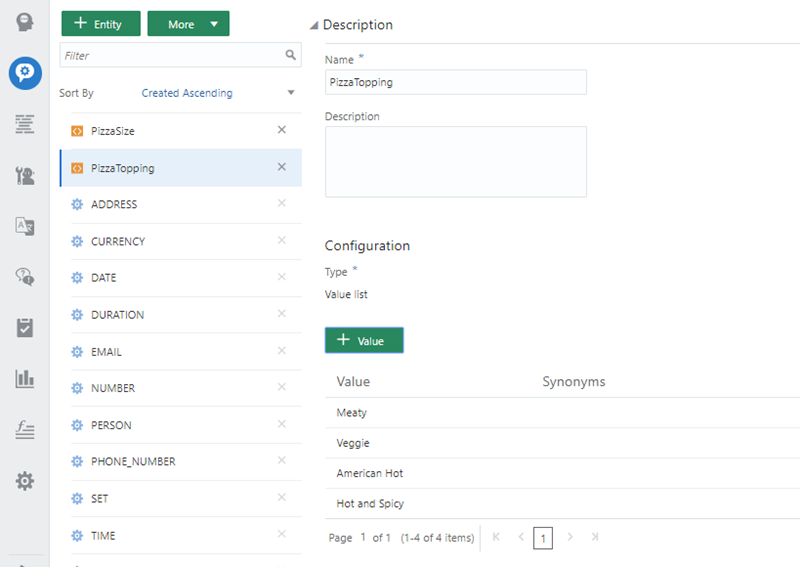 + Entity
More
Filter
Sort By Created Ascending
PizzaSize
PizzaTopping
ADDRESS
CURRENCY
DATE
DURATION
EMAIL
NUMBER
PERSON
PHONE_NUMBER
SET
TIME
Description
Name *
PizzaTopping
Description
Configuration
Type *
Value list
+ Value
Value Synonyms
Meaty
Veggie
American Hot
Hot and Spicy
Page 1 of 1 (1-4 of 4 items) 1